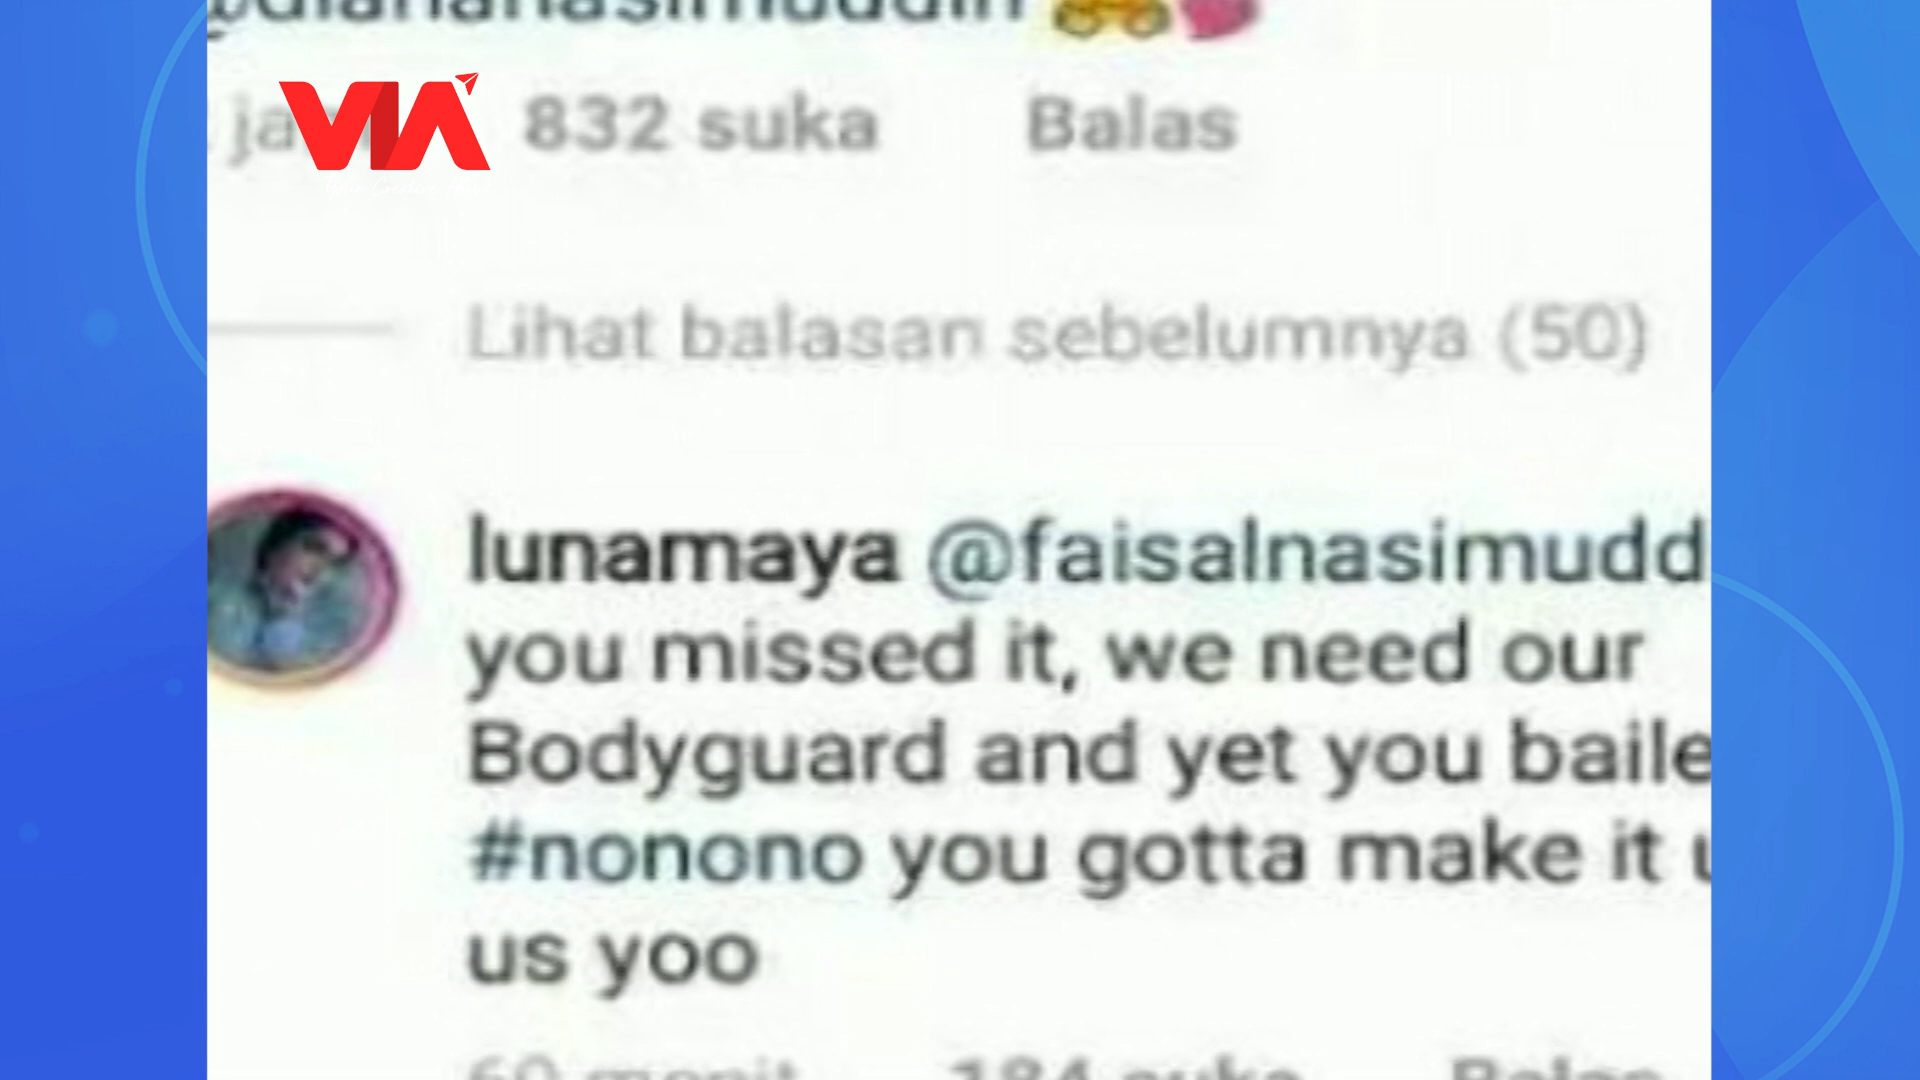 VIA
832 suka Balas
Lihat balasan sebelumnya (50)
lunamaya @faisalnasimudd
you missed it, we need our
Bodyguard and yet you baile
#nonono you gotta make it u
us yoo